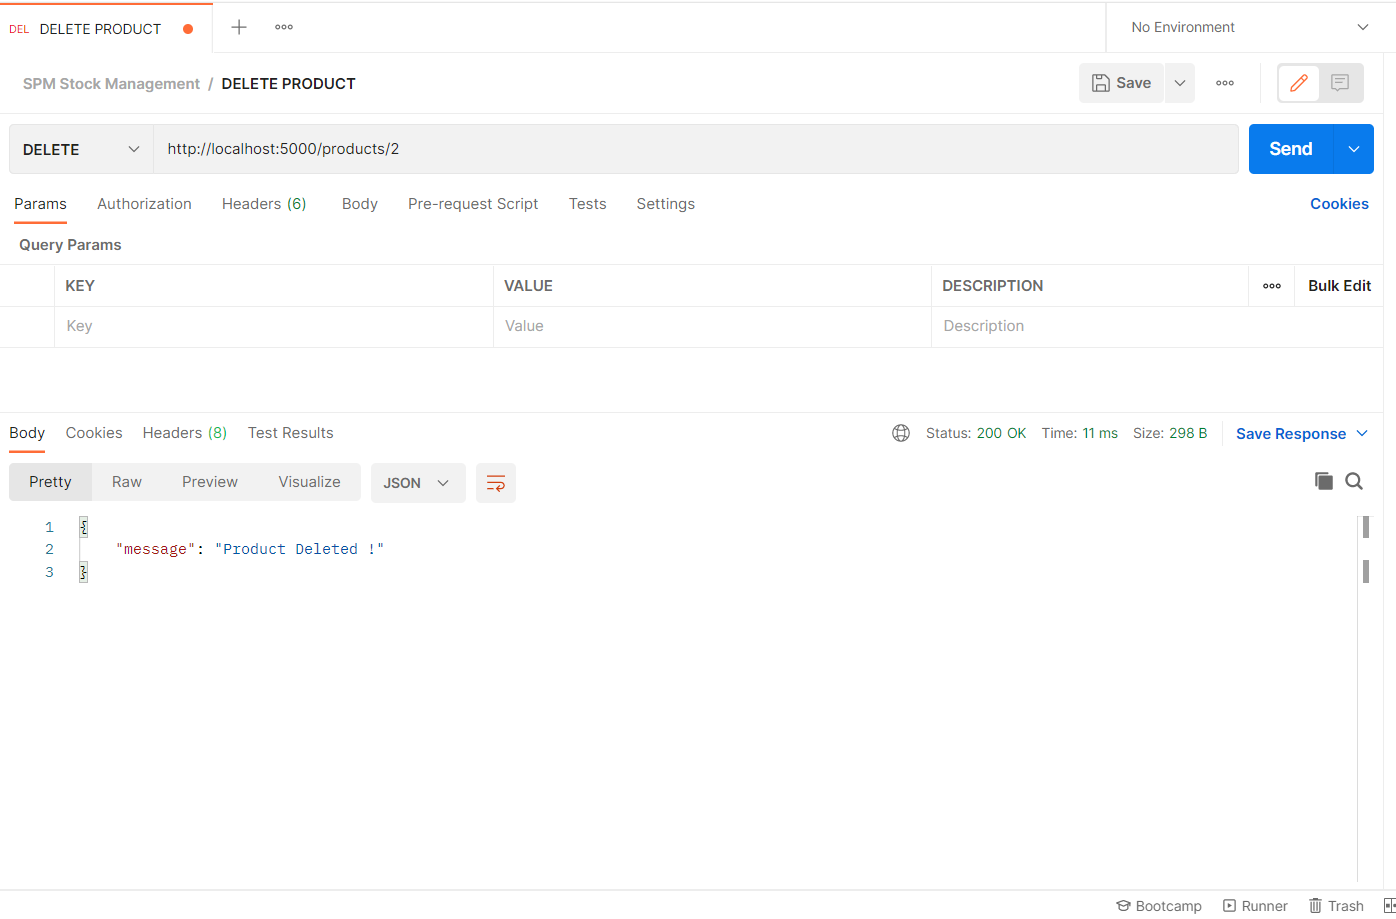 DEL DELETE PRODUCT No Environment
SPM Stock Management / DELETE PRODUCT Save
DELETE http://localhost:5000/products/2 Send
Params Authorization Headers (6) Body Pre-request Script Tests Settings Cookies
Query Params
KEY VALUE DESCRIPTION Bulk Edit
Key Value Description
Body Cookies Headers (8) Test Results Status: 200 OK Time: 11 ms Size: 298 B Save Response
Pretty Raw Preview Visualize JSON
1 {
2 "message": "Product Deleted !"
3 }
Bootcamp Runner Trash